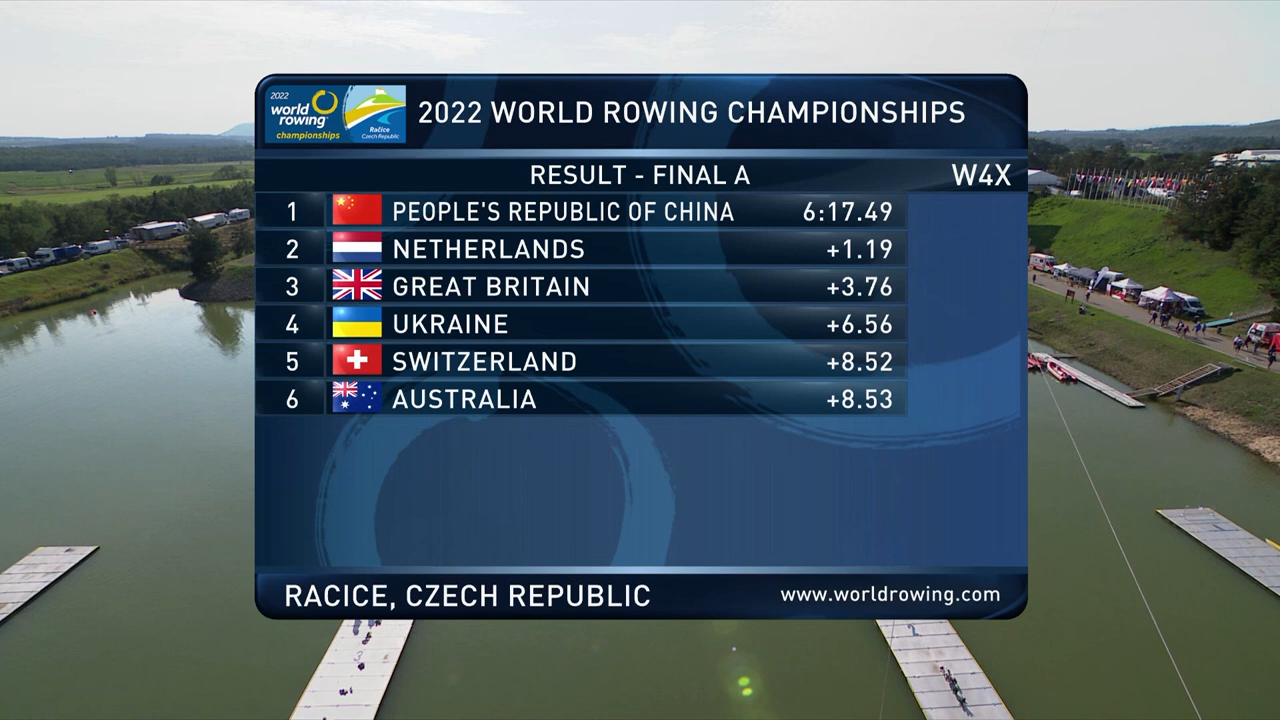 2022
world
rowing
championships
Račice
Czech Republic
2022 WORLD ROWING CHAMPIONSHIPS
RESULT - FINAL A W4X
1 PEOPLE'S REPUBLIC OF CHINA 6:17.49
2 NETHERLANDS +1.19
3 GREAT BRITAIN +3.76
4 UKRAINE +6.56
5 SWITZERLAND +8.52
6 AUSTRALIA +8.53
RACICE, CZECH REPUBLIC www.worldrowing.com
3